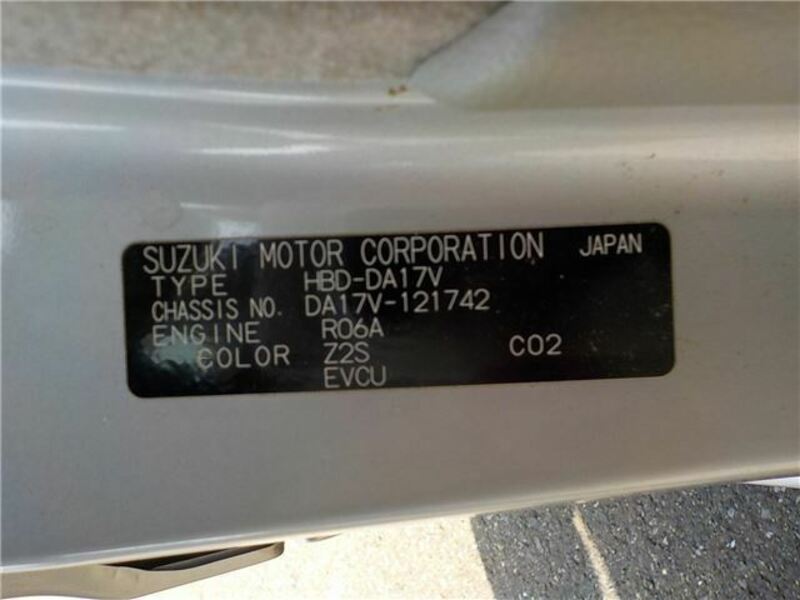 SUZUKI MOTOR CORPORATION JAPAN
TYPE HBD-DA17V
CHASSIS NO. DA17V-121742
ENGINE R06A
COLOR Z2S C02
EVCU